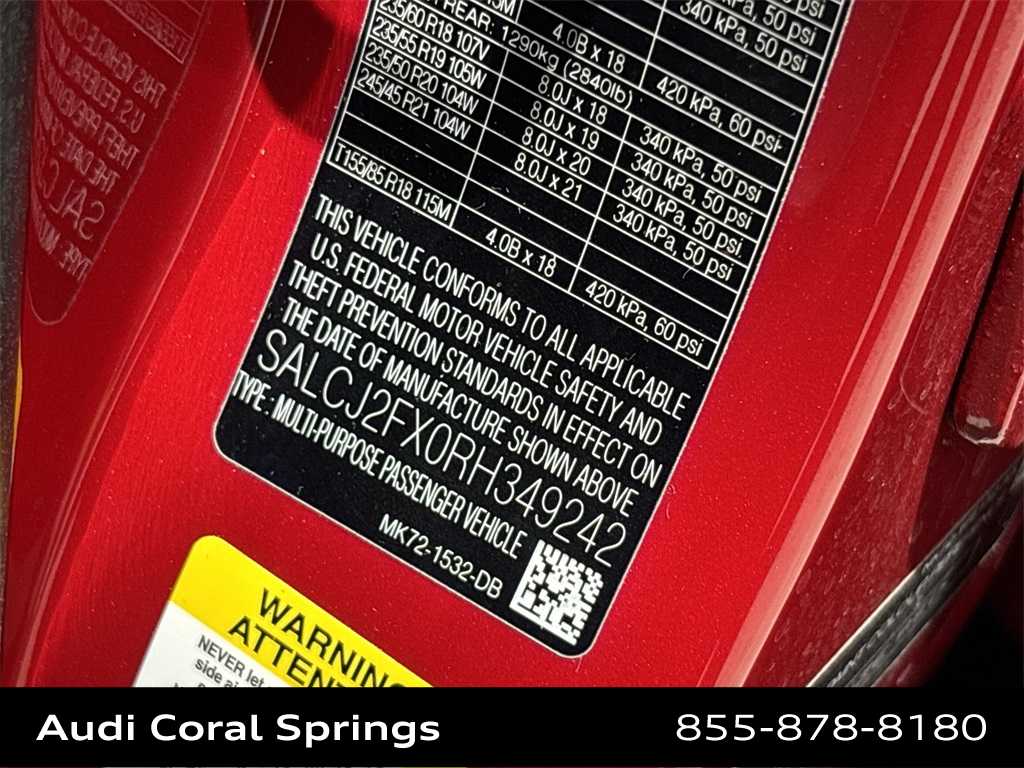 340 kPa, 50 psi
4.0B x 18 420 kPa, 60 psi
REAR: 1290kg (2840lb)
235/60 R18 107V 8.0J x 18 340 kPa, 50 psi
235/55 R19 105W 8.0J x 19 340 kPa, 50 psi
235/50 R20 104W 8.0J x 20 340 kPa, 50 psi
245/45 R21 104W 8.0J x 21 340 kPa, 50 psi
T155/85 R18 115M 4.0B x 18 420 kPa, 60 psi
THIS VEHICLE CONFORMS TO ALL APPLICABLE
U.S. FEDERAL MOTOR VEHICLE SAFETY AND
THEFT PREVENTION STANDARDS IN EFFECT ON
THE DATE OF MANUFACTURE SHOWN ABOVE
SALCJ2FX0RH349242
TYPE : MULTI-PURPOSE PASSENGER VEHICLE
MK72-1532-DB
WARNING
NEVER let
side
Audi Coral Springs
855-878-8180